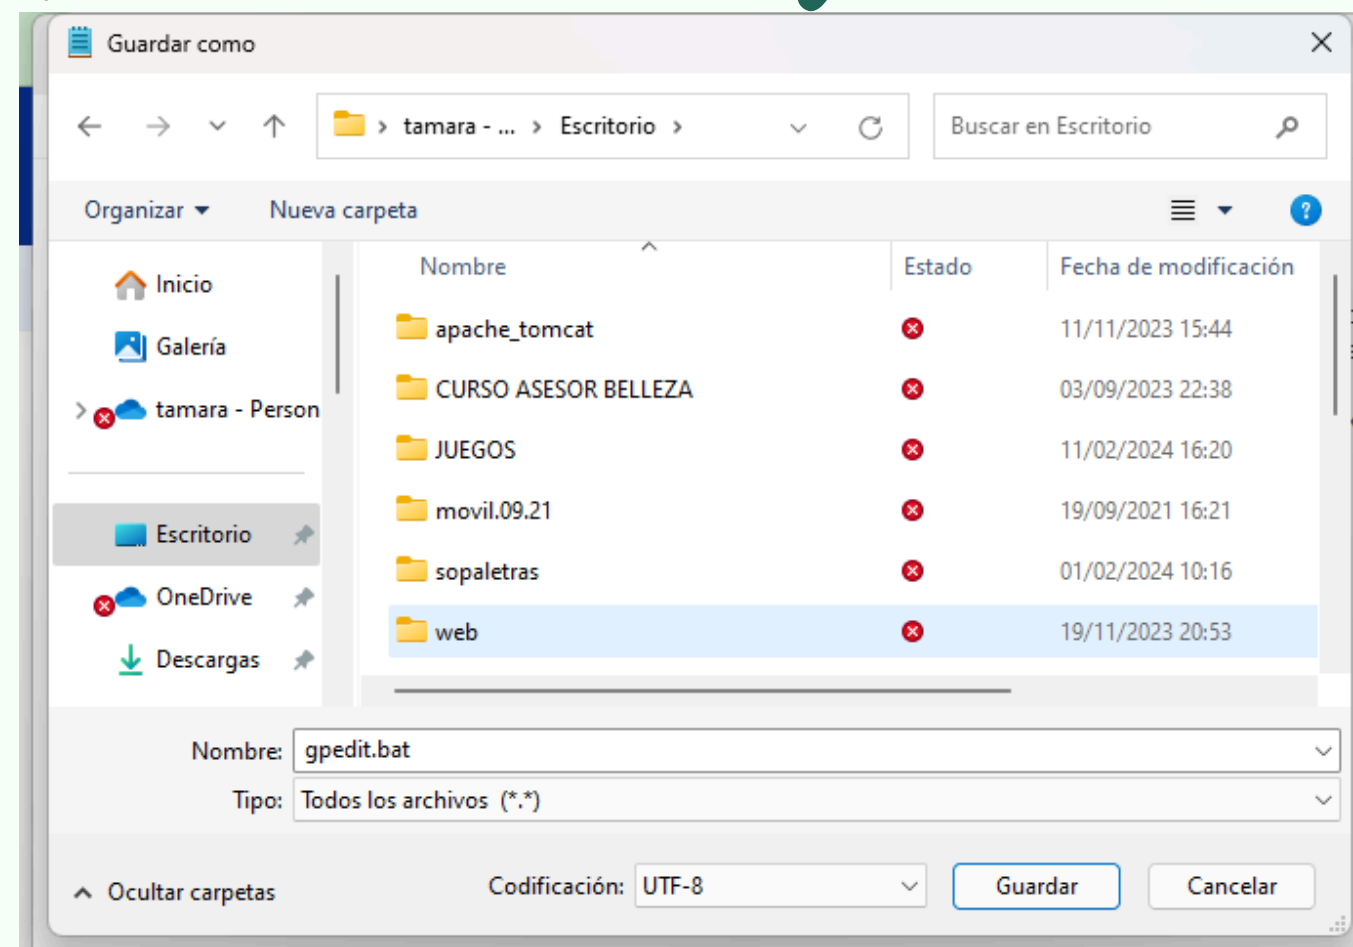 Guardar como
tamara - ... Escritorio
Buscar en Escritorio
Organizar Nueva carpeta
Nombre Estado Fecha de modificación
Inicio
Galería
tamara - Person
Escritorio
OneDrive
Descargas
apache_tomcat 11/11/2023 15:44
CURSO ASESOR BELLEZA 03/09/2023 22:38
JUEGOS 11/02/2024 16:20
movil.09.21 19/09/2021 16:21
sopaletras 01/02/2024 10:16
web 19/11/2023 20:53
Nombre: gpedit.bat
Tipo: Todos los archivos (*.*)
Ocultar carpetas Codificación: UTF-8 Guardar Cancelar